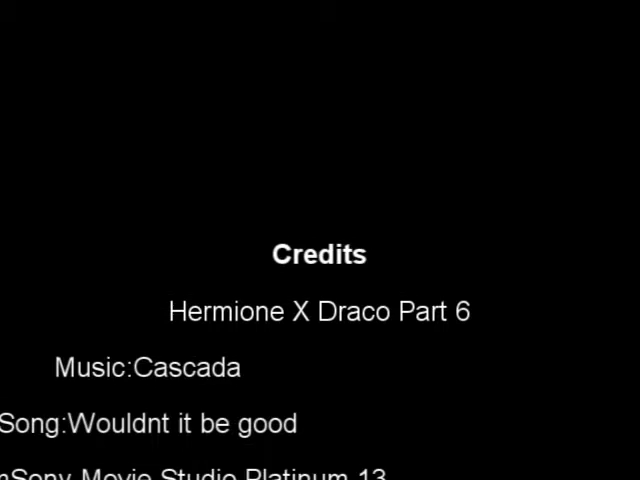 Credits
Hermione X Draco Part 6
Music:Cascada
Song:Wouldnt it be good
Sony Movie Studio Platinum 13